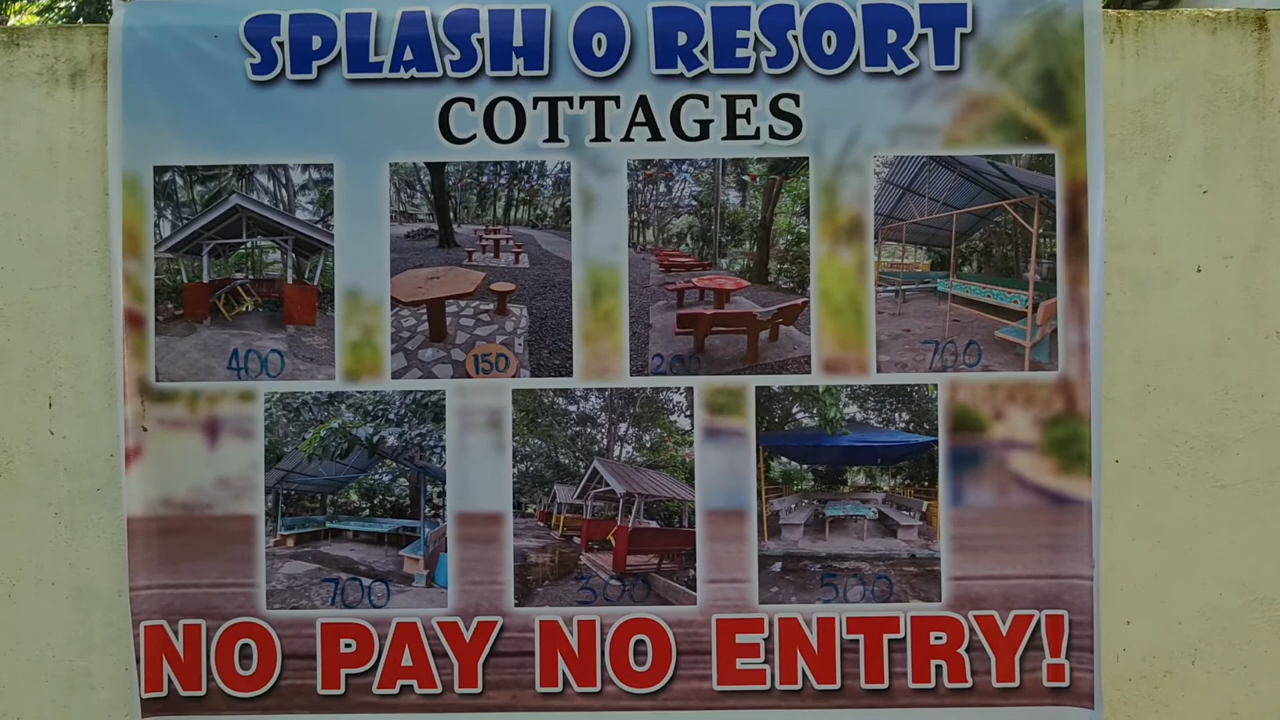 SPLASH O RESORT
COTTAGES
400
150
200
700
700
300
500
NO PAY NO ENTRY!